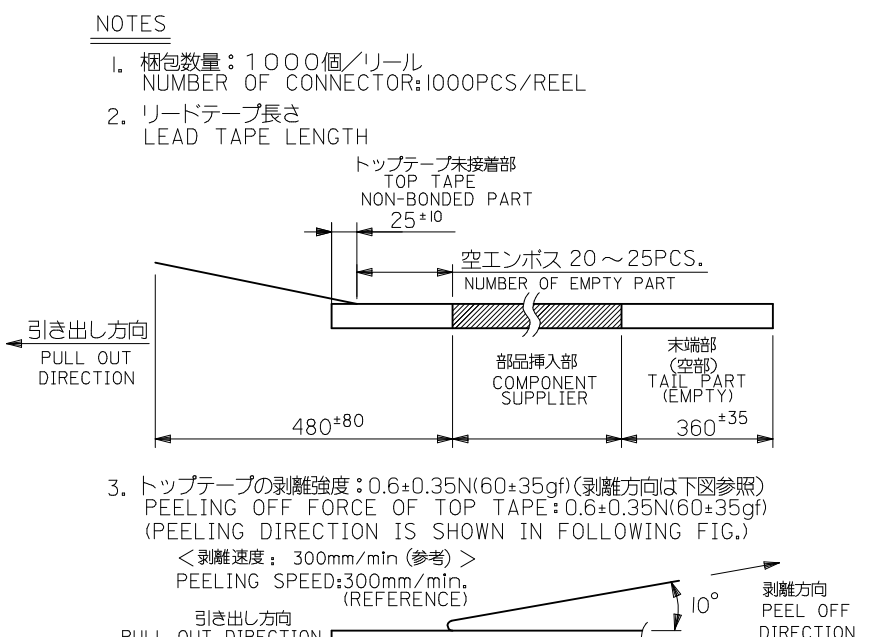 NOTES
1. 梱包数量：１０００個／リール
NUMBER OF CONNECTOR:1000PCS/REEL
2. リードテープ長さ
LEAD TAPE LENGTH
トップテープ未接着部
TOP TAPE
NON-BONDED PART
25±10
空エンボス 20～25PCS.
NUMBER OF EMPTY PART
引き出し方向
PULL OUT
DIRECTION
部品挿入部
COMPONENT
SUPPLIER
末端部
(空部)
TAIL PART
(EMPTY)
480±80
360±35
3. トップテープの剥離強度：0.6±0.35N(60±35gf)(剥離方向は下図参照)
PEELING OFF FORCE OF TOP TAPE:0.6±0.35N(60±35gf)
(PEELING DIRECTION IS SHOWN IN FOLLOWING FIG.)
＜剥離速度： 300mm/min (参考)＞
PEELING SPEED:300mm/min.
(REFERENCE)
10°
剥離方向
PEEL OFF
DIRECTION
引き出し方向
PULL OUT DIRECTION